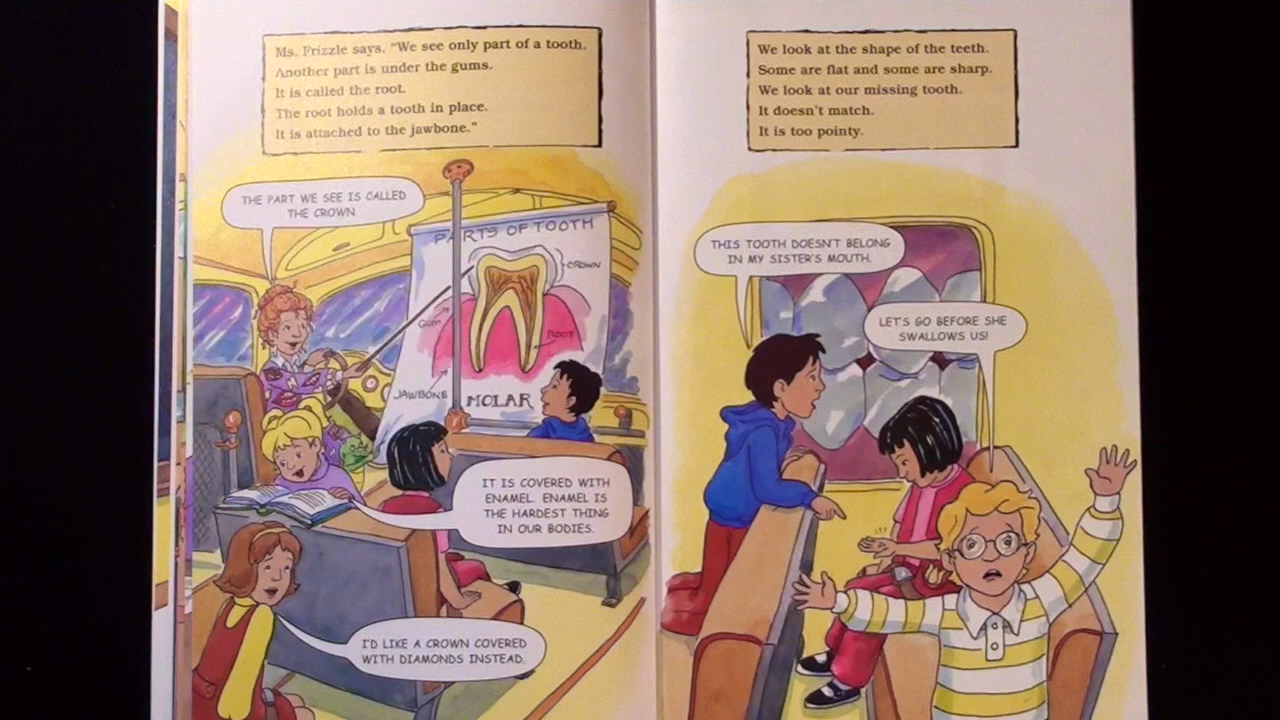 Ms. Frizzle says, "We see only part of a tooth.
Another part is under the gums.
It is called the root.
The root holds a tooth in place.
It is attached to the jawbone."
THE PART WE SEE IS CALLED
THE CROWN.
PARTS OF TOOTH
CROWN
GUM
ROOT
JAWBONE
MOLAR
IT IS COVERED WITH
ENAMEL. ENAMEL IS
THE HARDEST THING
IN OUR BODIES.
I'D LIKE A CROWN COVERED
WITH DIAMONDS INSTEAD.
We look at the shape of the teeth.
Some are flat and some are sharp.
We look at our missing tooth.
It doesn't match.
It is too pointy.
THIS TOOTH DOESN'T BELONG
IN MY SISTER'S MOUTH.
LET'S GO BEFORE SHE
SWALLOWS US!